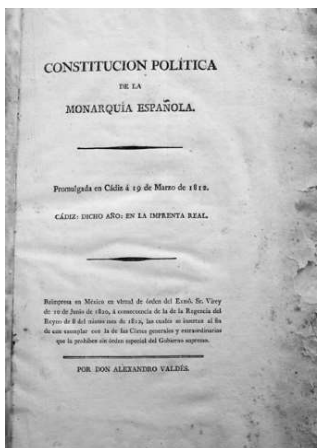 CONSTITUCION POLÍTICA
DE LA
MONARQUÍA ESPAÑOLA.
Promulgada en Cádiz á 19 de Marzo de 1812.
CÁDIZ: DICHO AÑO: EN LA IMPRENTA REAL.
Reimpresa en México en virtud de órden del Exmô. Sr. Virey
de 10 de Junio de 1820, á consecuencia de la de la Regencia del
Reyno de 8 del mismo mes de 1812, las cuales se insertan al fin
de este exemplar con la de las Córtes generales y extraordinarias
que la prohiben sin órden especial del Gobierno supremo.
POR DON ALEXANDRO VALDÉS.